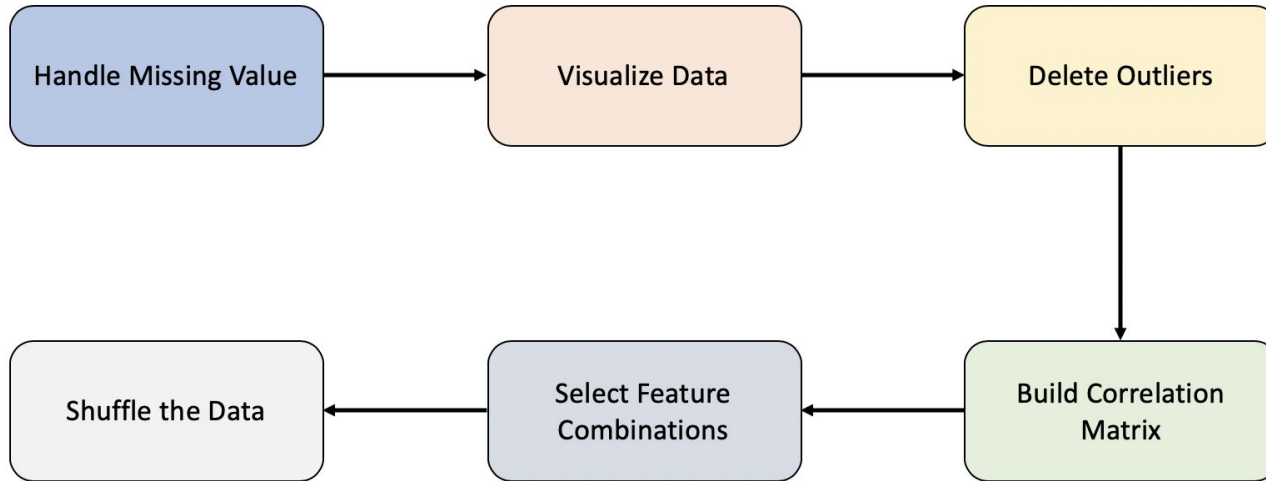 Handle Missing Value
Visualize Data
Delete Outliers
Build Correlation
Matrix
Select Feature
Combinations
Shuffle the Data